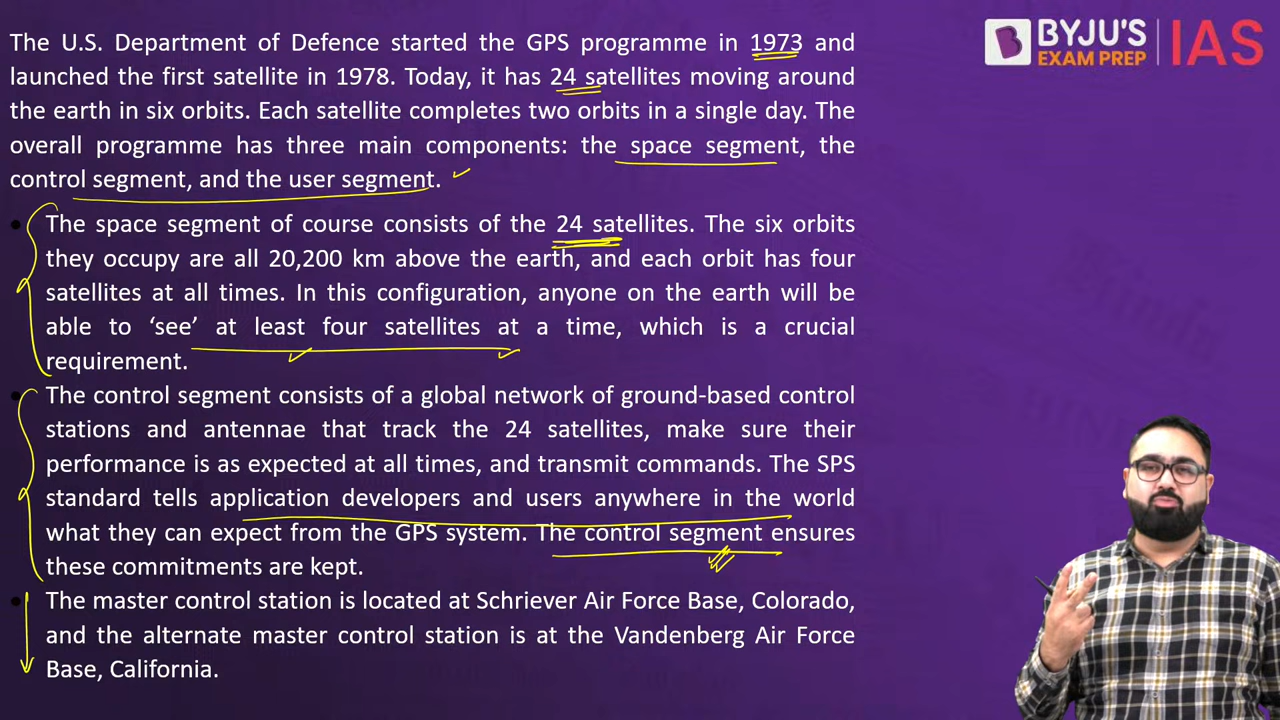 The U.S. Department of Defence started the GPS programme in 1973 and
launched the first satellite in 1978. Today, it has 24 satellites moving around
the earth in six orbits. Each satellite completes two orbits in a single day. The
overall programme has three main components: the space segment, the
control segment, and the user segment.
The space segment of course consists of the 24 satellites. The six orbits
they occupy are all 20,200 km above the earth, and each orbit has four
satellites at all times. In this configuration, anyone on the earth will be
able to ‘see’ at least four satellites at a time, which is a crucial
requirement.
The control segment consists of a global network of ground-based control
stations and antennae that track the 24 satellites, make sure their
performance is as expected at all times, and transmit commands. The SPS
standard tells application developers and users anywhere in the world
what they can expect from the GPS system. The control segment ensures
these commitments are kept.
The master control station is located at Schriever Air Force Base, Colorado,
and the alternate master control station is at the Vandenberg Air Force
Base, California.
BYJU'S
EXAM PREP
IAS